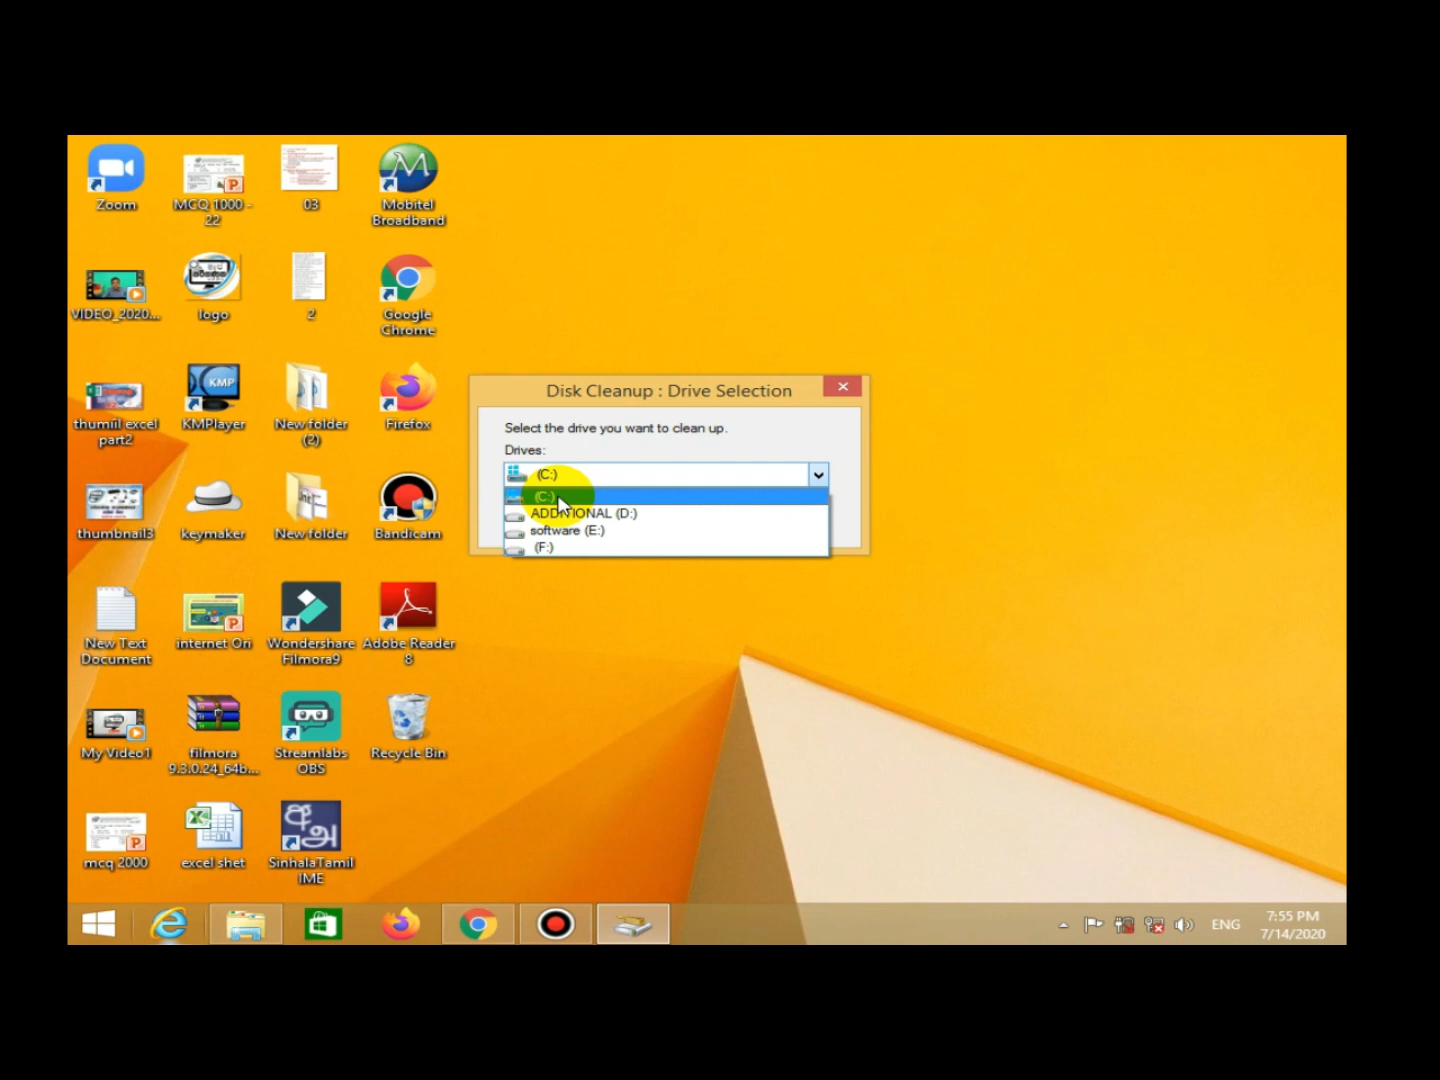 Zoom
MCQ 1000 -
22
03
Mobitel
Broadband
VIDEO_2020...
logo
2
Google
Chrome
thumiil excel
part2
KMP
KMPlayer
New folder
(2)
Firefox
thumbnail3
keymaker
New folder
Bandicam
New Text
Document
internet Ori
Wondershare
Filmora9
Adobe Reader
8
My Video1
filmora
9.3.0.24_64b...
Streamlabs
OBS
Recycle Bin
mcq 2000
excel shet
අ
அ
SinhalaTamil
IME
Disk Cleanup : Drive Selection
Select the drive you want to clean up.
Drives:
(C:)
(C:)
ADDITIONAL (D:)
software (E:)
(F:)
ENG
7:55 PM
7/14/2020